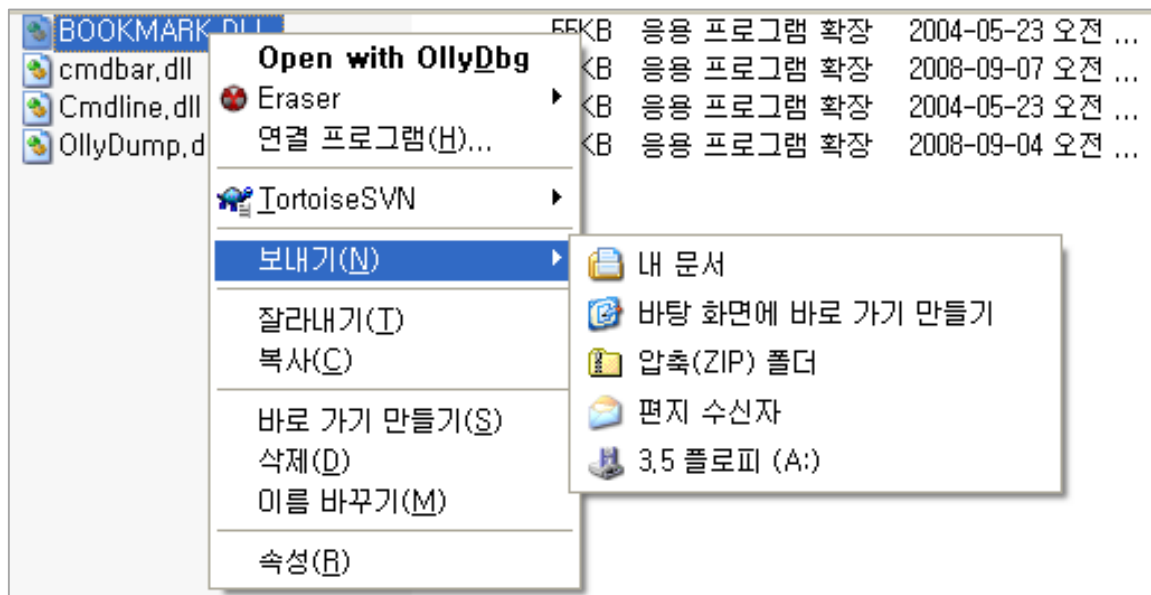 BOOKMARK.DLL 55KB 응용 프로그램 확장 2004-05-23 오전 ...
cmdbar.dll KB 응용 프로그램 확장 2008-09-07 오전 ...
Cmdline.dll KB 응용 프로그램 확장 2004-05-23 오전 ...
OllyDump.d KB 응용 프로그램 확장 2008-09-04 오전 ...
Open with OllyDbg
Eraser
연결 프로그램(H)...
TortoiseSVN
보내기(N)
잘라내기(T)
복사(C)
바로 가기 만들기(S)
삭제(D)
이름 바꾸기(M)
속성(R)
내 문서
바탕 화면에 바로 가기 만들기
압축(ZIP) 폴더
편지 수신자
3.5 플로피 (A:)